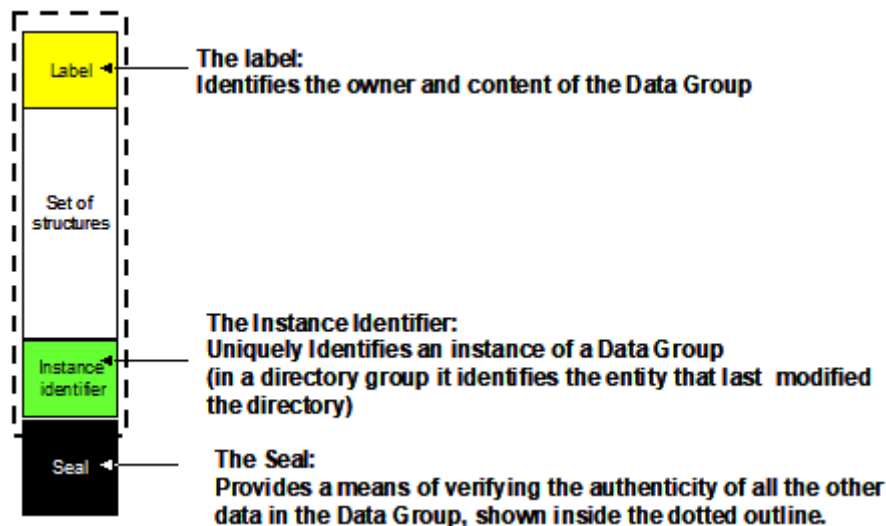 Label
The label:
Identifies the owner and content of the Data Group
Set of
structures
The Instance Identifier:
Uniquely Identifies an instance of a Data Group
(in a directory group it identifies the entity that last modified
the directory)
Instance
identifier
Seal
The Seal:
Provides a means of verifying the authenticity of all the other
data in the Data Group, shown inside the dotted outline.